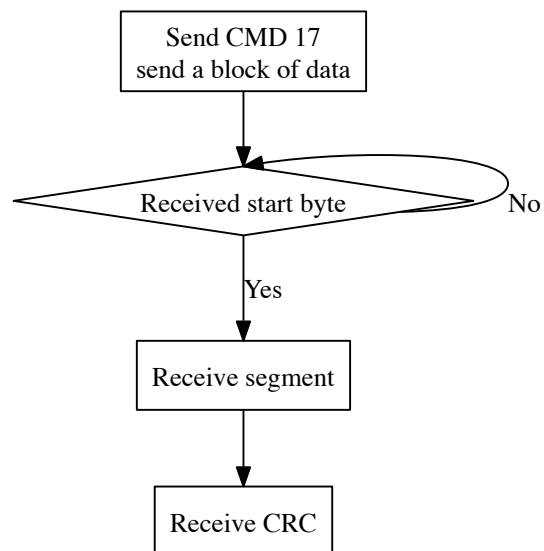 Send CMD 17
send a block of data
Received start byte
No
Yes
Receive segment
Receive CRC